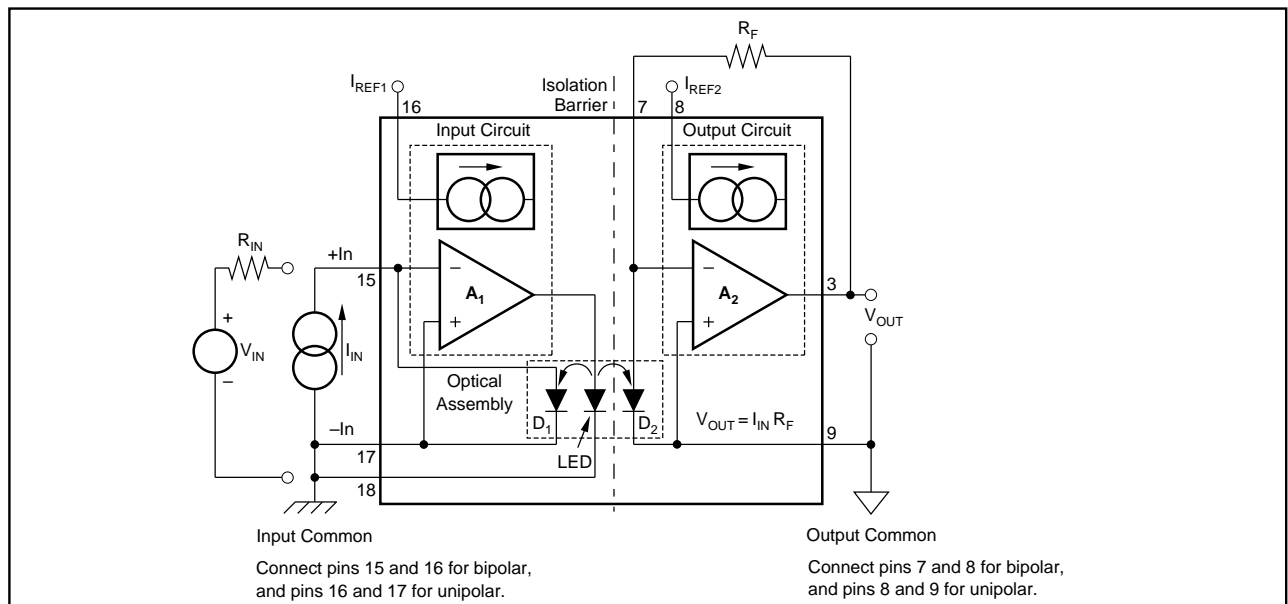 R_F
I_REF1
16
Isolation
Barrier
7
I_REF2
8
Input Circuit
Output Circuit
R_IN
+In
15
−
A_1
+
−
A_2
+
3
V_OUT
+
V_IN
–
I_IN
Optical
Assembly
D_1
LED
D_2
V_OUT = I_IN R_F
9
–In
17
18
Input Common
Connect pins 15 and 16 for bipolar,
and pins 16 and 17 for unipolar.
Output Common
Connect pins 7 and 8 for bipolar,
and pins 8 and 9 for unipolar.